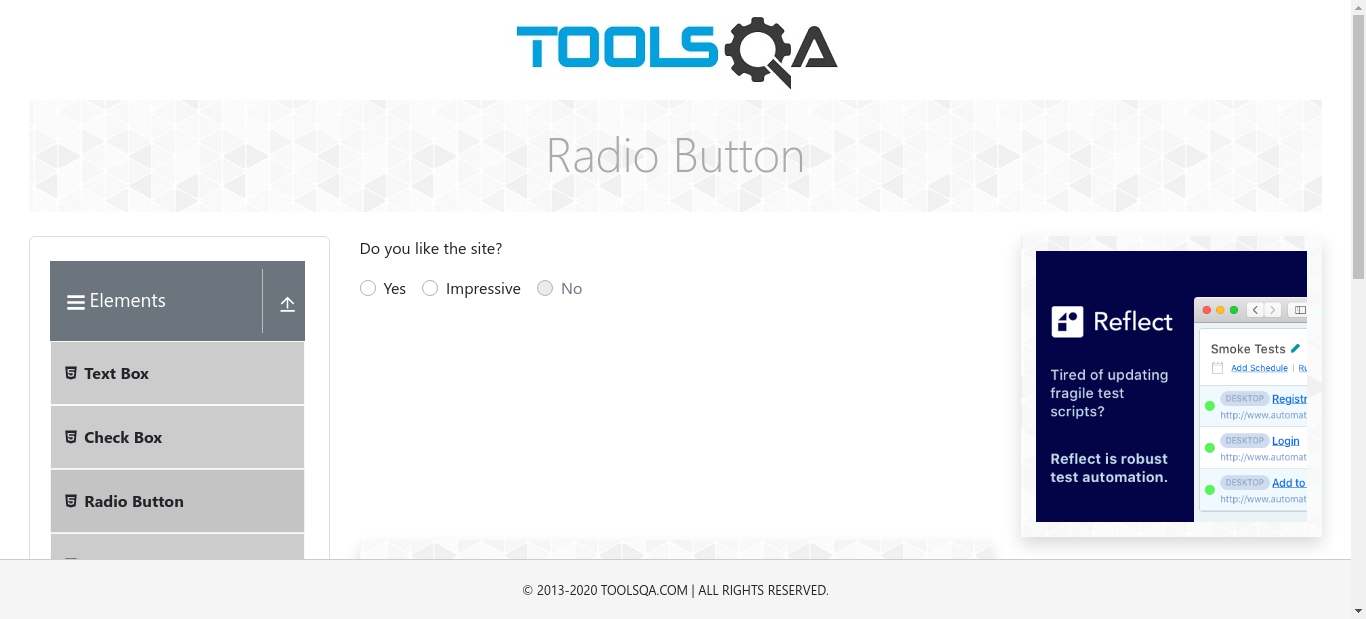 TOOLSQA
Radio Button
Elements
Text Box
Check Box
Radio Button
Do you like the site?
Yes
Impressive
No
Reflect
Tired of updating
fragile test
scripts?
Reflect is robust
test automation.
Smoke Tests
Add Schedule | Ru
DESKTOP Registr
http://www.automat
DESKTOP Login
http://www.automat
DESKTOP Add to
http://www.automat
© 2013-2020 TOOLSQA.COM | ALL RIGHTS RESERVED.